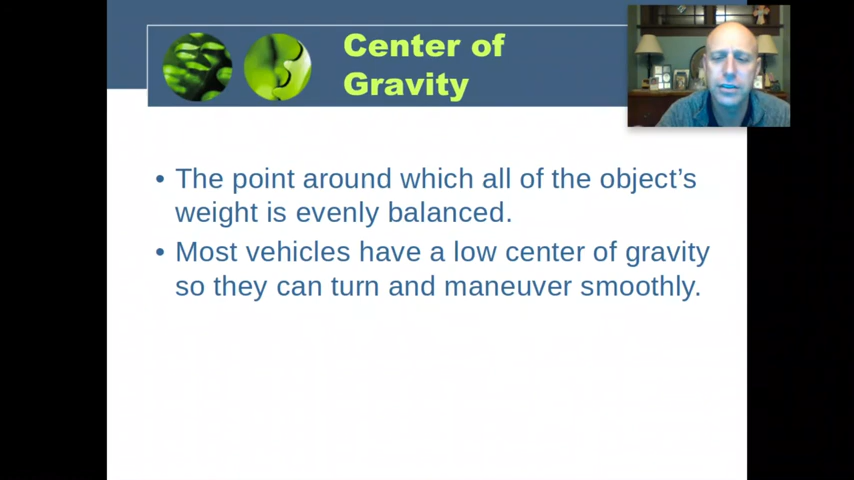 Center of
Gravity
• The point around which all of the object's
weight is evenly balanced.
• Most vehicles have a low center of gravity
so they can turn and maneuver smoothly.